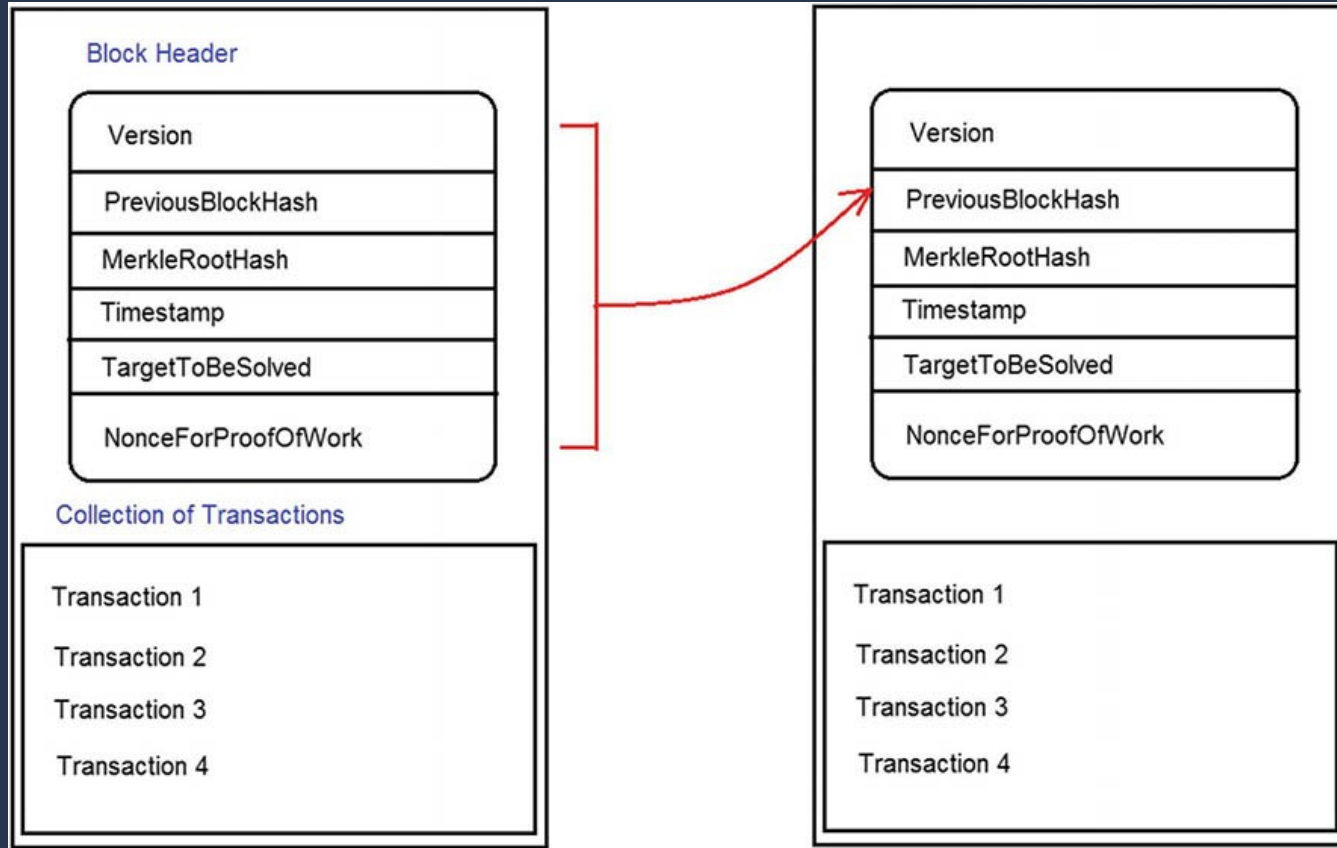 Block Header
Version
PreviousBlockHash
MerkleRootHash
Timestamp
TargetToBeSolved
NonceForProofOfWork
Collection of Transactions
Transaction 1
Transaction 2
Transaction 3
Transaction 4
Version
PreviousBlockHash
MerkleRootHash
Timestamp
TargetToBeSolved
NonceForProofOfWork
Transaction 1
Transaction 2
Transaction 3
Transaction 4